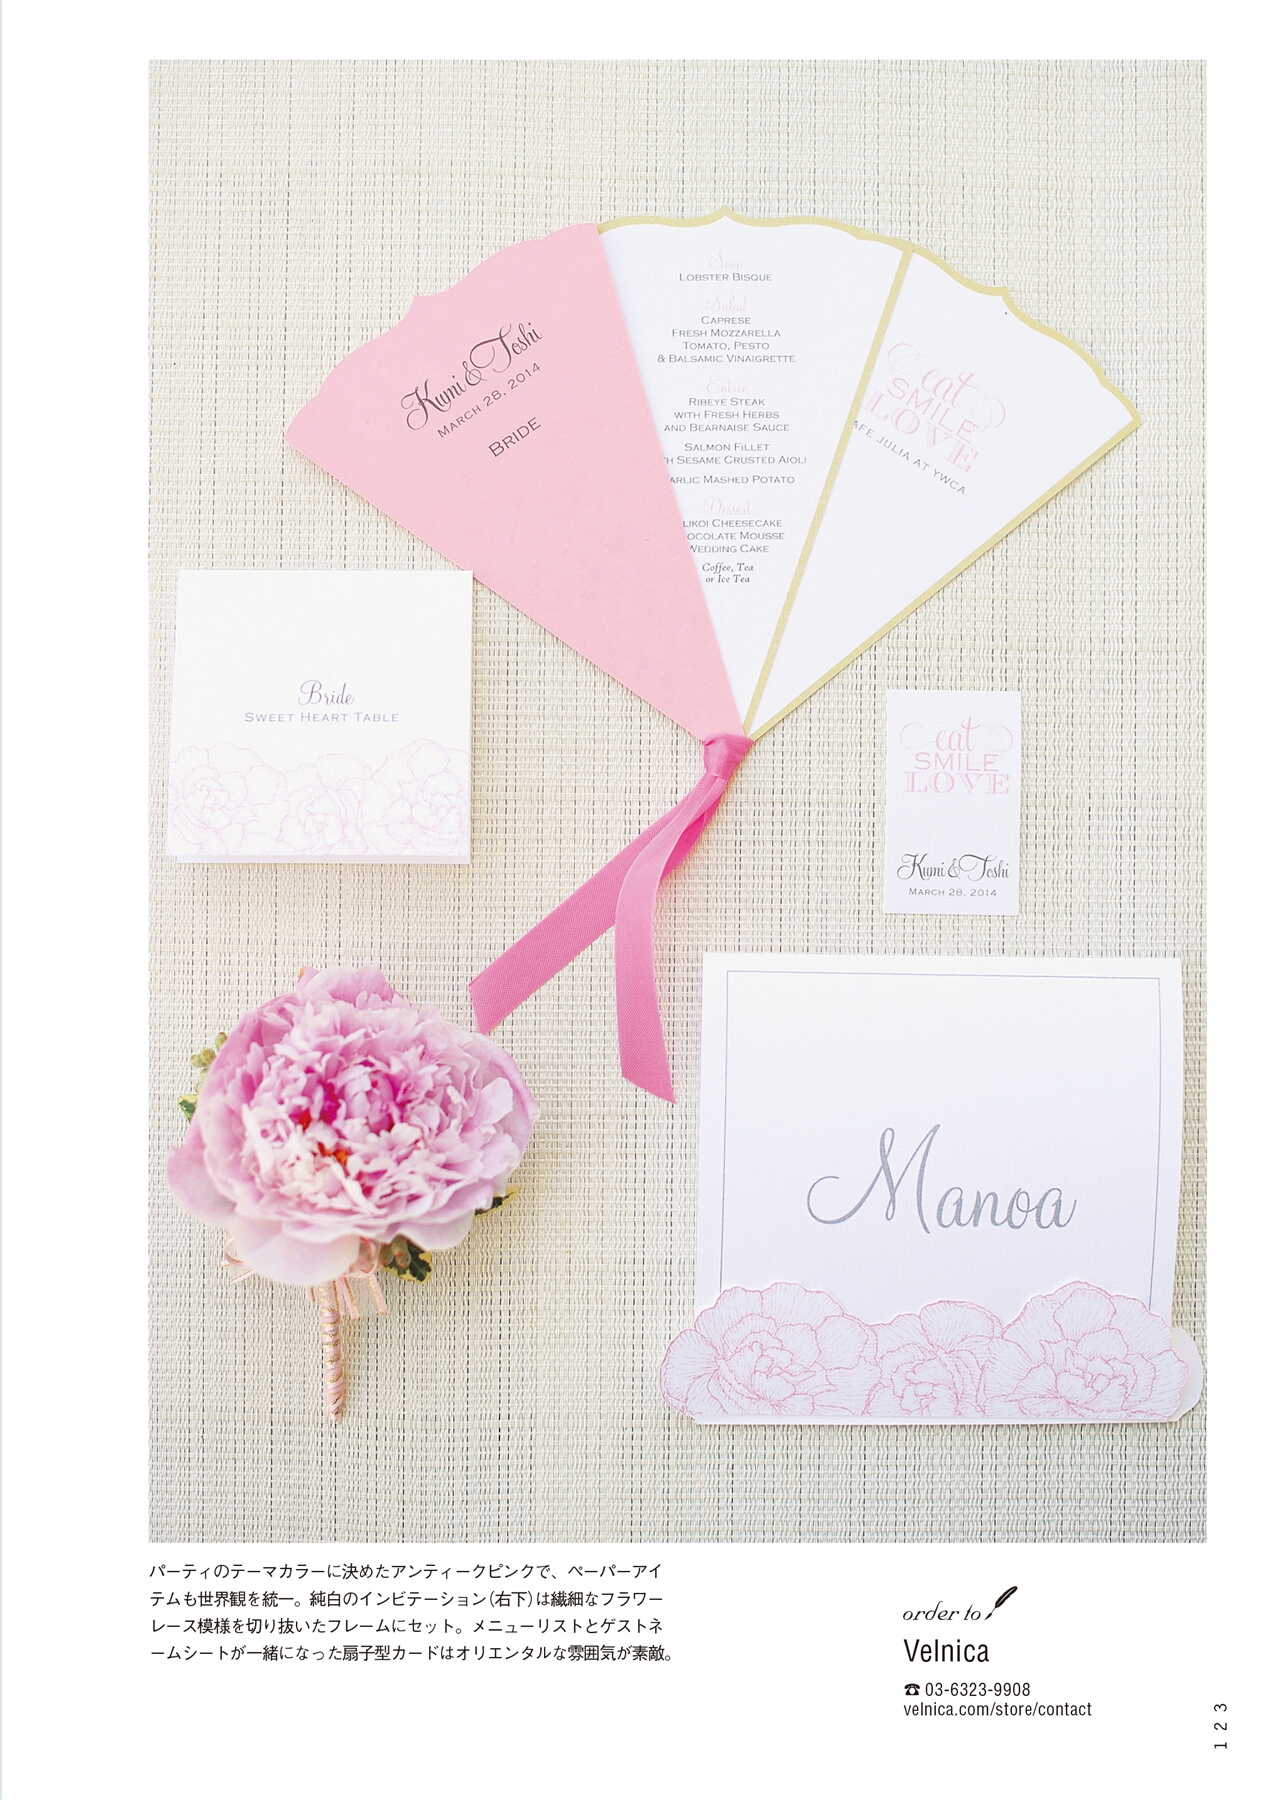 Kumi & Toshi
MARCH 28, 2014
BRIDE
Soup
LOBSTER BISQUE
Salad
CAPRESE
FRESH MOZZARELLA
TOMATO, PESTO
& BALSAMIC VINAIGRETTE
Entrée
RIBEYE STEAK
WITH FRESH HERBS
AND BEARNAISE SAUCE
SALMON FILLET
H SESAME CRUSTED AIOLI
ARLIC MASHED POTATO
Dessert
LIKOI CHEESECAKE
OCOLATE MOUSSE
WEDDING CAKE
Coffee, Tea
or Ice Tea
eat
SMILE
LOVE
AFE JULIA AT YWCA
Bride
SWEET HEART TABLE
eat
SMILE
LOVE
Kumi & Toshi
MARCH 28, 2014
Manoa
パーティのテーマカラーに決めたアンティークピンクで、ペーパーアイ
テムも世界観を統一。純白のインビテーション(右下)は繊細なフラワー
レース模様を切り抜いたフレームにセット。メニューリストとゲストネ
ームシートが一緒になった扇子型カードはオリエンタルな雰囲気が素敵。
order to
Velnica
☎ 03-6323-9908
velnica.com/store/contact
123